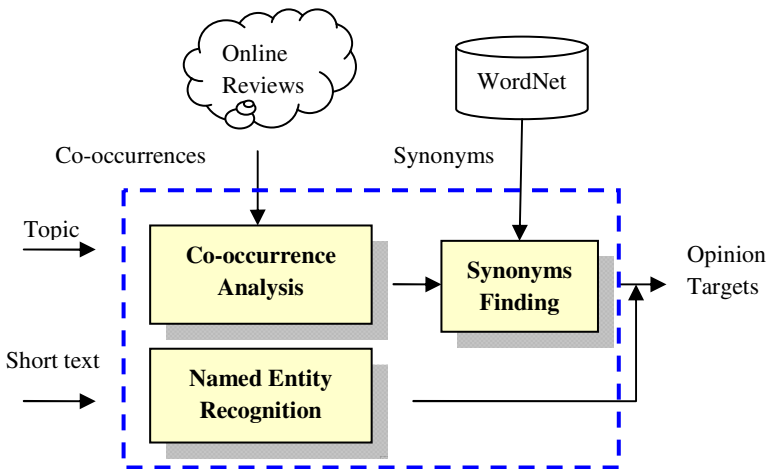 Online
Reviews
WordNet
Co-occurrences
Synonyms
Topic
Co-occurrence
Analysis
Synonyms
Finding
Opinion
Targets
Short text
Named Entity
Recognition